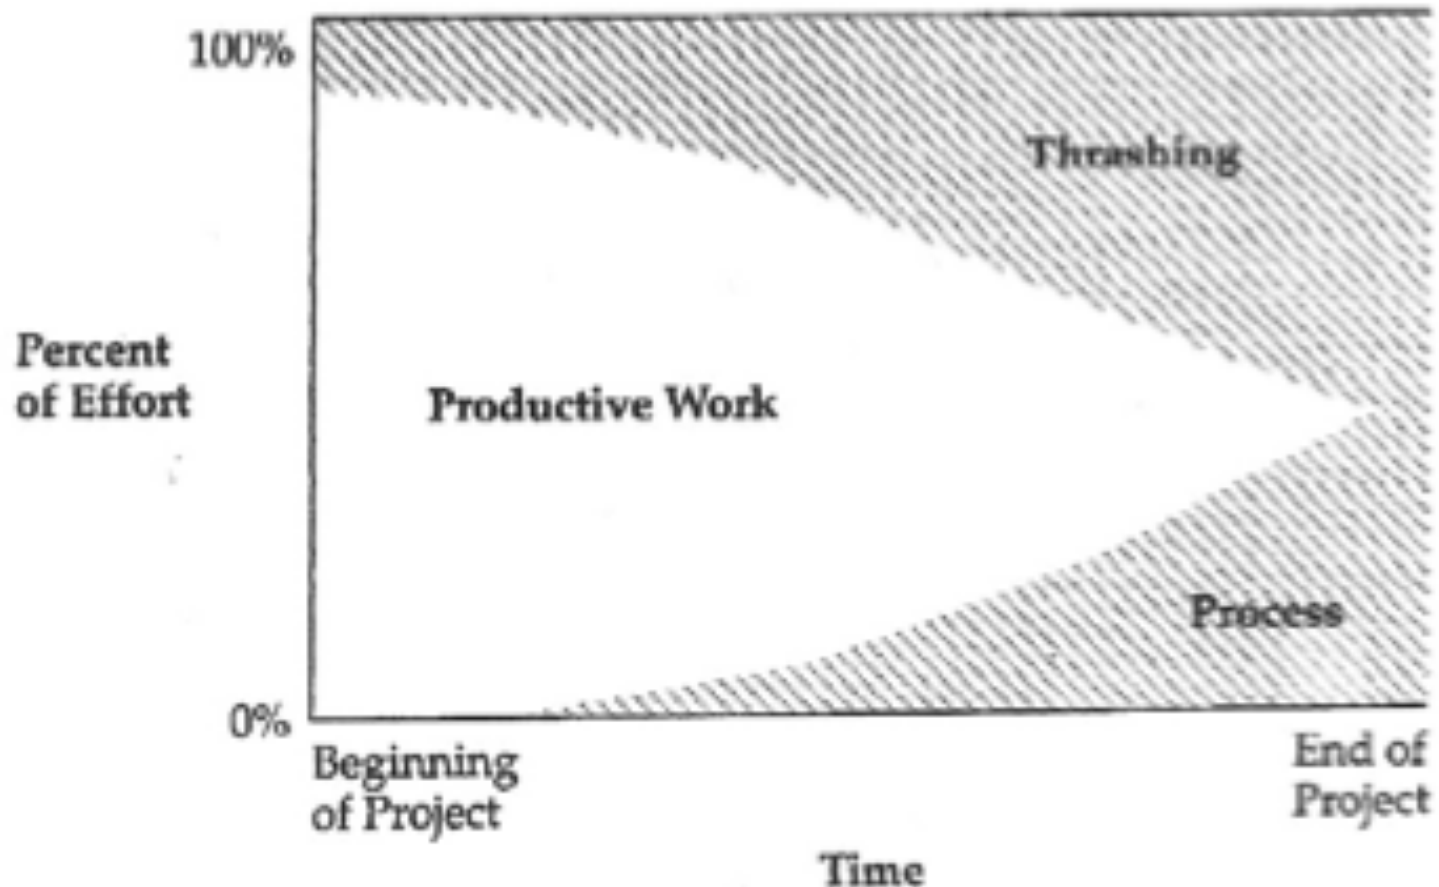 100%
Thrashing
Percent
of Effort
Productive Work
Process
0%
Beginning
of Project
End of
Project
Time